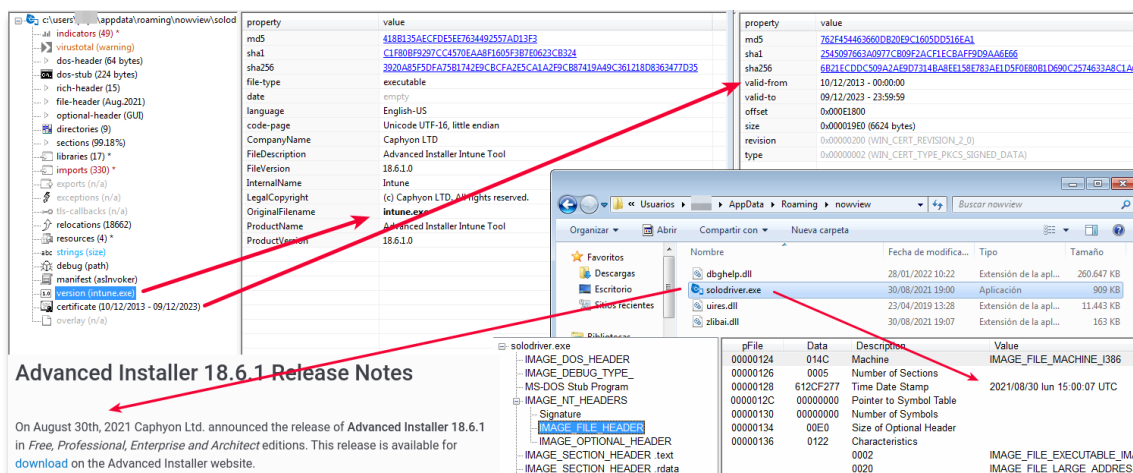 c:\users\ \appdata\roaming\nowview\solod
indicators (49) *
virustotal (warning)
dos-header (64 bytes)
dos-stub (224 bytes)
rich-header (15)
file-header (Aug.2021)
optional-header (GUI)
directories (9)
sections (99.18%)
libraries (17) *
imports (330) *
exports (n/a)
exceptions (n/a)
tls-callbacks (n/a)
relocations (18662)
resources (4) *
abc strings (size)
debug (path)
manifest (asInvoker)
1.0 version (intune.exe)
certificate (10/12/2013 - 09/12/2023)
overlay (n/a)
property value
md5 418B135AECFDE5EE7634492557AD13F3
sha1 C1F80BF9297CC4570EAA8F1605F3B7E0623CB324
sha256 3920A85F5DFA75B1742E9CBCFA2E5CA1A2F9CB87419A49C361218D8363477D35
file-type executable
date empty
language English-US
code-page Unicode UTF-16, little endian
CompanyName Caphyon LTD
FileDescription Advanced Installer Intune Tool
FileVersion 18.6.1.0
InternalName Intune
LegalCopyright (c) Caphyon LTD. All rights reserved.
OriginalFilename intune.exe
ProductName Advanced Installer Intune Tool
ProductVersion 18.6.1.0
property value
md5 762F454463660DB20E9C1605DD516EA1
sha1 2545097663A0977CB09F2ACF1ECBAFF9D9AA6E66
sha256
valid-from 10/12/2013 - 00:00:00
valid-to 09/12/2023 - 23:59:59
offset 0x000E1800
size 0x000019E0 (6624 bytes)
revision 0x00000200 (WIN_CERT_REVISION_2_0)
type 0x00000002 (WIN_CERT_TYPE_PKCS_SIGNED_DATA)
« Usuarios AppData Roaming nowview Buscar nowview
Organizar Abrir Compartir con Nueva carpeta
Favoritos
Descargas
Escritorio
Sitios recientes
Bibliotecas
Nombre Fecha de modifica... Tipo Tamaño
dbghelp.dll 28/01/2022 10:22 Extensión de la apl... 260.647 KB
solodriver.exe 30/08/2021 19:00 Aplicación 909 KB
uires.dll 23/04/2019 13:28 Extensión de la apl... 11.443 KB
zlibai.dll 30/08/2021 19:07 Extensión de la apl... 163 KB
solodriver.exe
IMAGE_DOS_HEADER
IMAGE_DEBUG_TYPE_
MS-DOS Stub Program
IMAGE_NT_HEADERS
Signature
IMAGE_FILE_HEADER
IMAGE_OPTIONAL_HEADER
IMAGE_SECTION_HEADER .text
IMAGE_SECTION_HEADER .rdata
pFile Data Description Value
00000124 014C Machine IMAGE_FILE_MACHINE_I386
00000126 0005 Number of Sections
00000128 612CF277 Time Date Stamp 2021/08/30 lun 15:00:07 UTC
0000012C 00000000 Pointer to Symbol Table
00000130 00000000 Number of Symbols
00000134 00E0 Size of Optional Header
00000136 0122 Characteristics
0002 IMAGE_FILE_EXECUTABLE_IMA
0020 IMAGE_FILE_LARGE_ADDRES
Advanced Installer 18.6.1 Release Notes
On August 30th, 2021 Caphyon Ltd. announced the release of Advanced Installer 18.6.1
in Free, Professional, Enterprise and Architect editions. This release is available for
download on the Advanced Installer website.